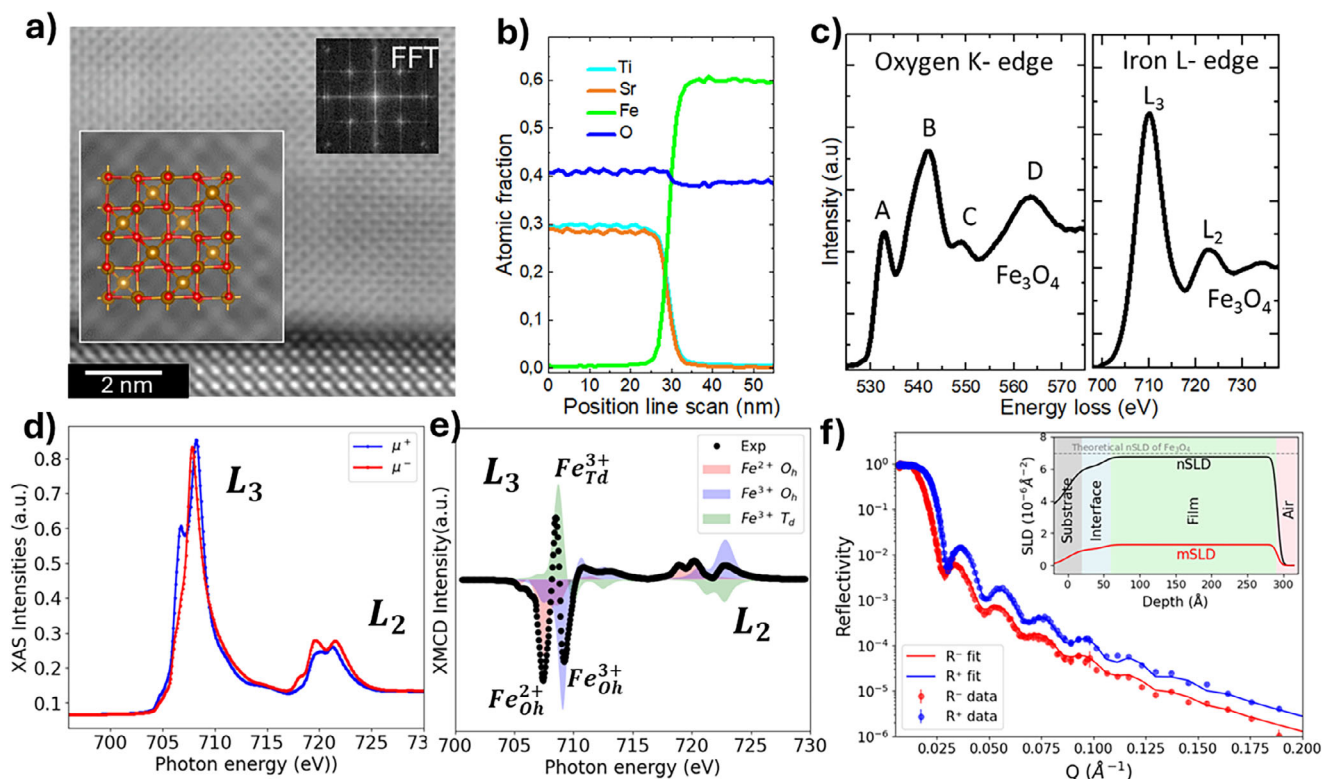 a)
FFT
2 nm
b)
Ti
Sr
Fe
O
0,6
0,5
0,4
0,3
0,2
0,1
0,0
Atomic fraction
0 10 20 30 40 50
Position line scan (nm)
c)
Oxygen K- edge
A
B
C
D
Fe₃O₄
Intensity (a.u)
530 540 550 560 570
Iron L- edge
L₃
L₂
Fe₃O₄
700 710 720 730
Energy loss (eV)
d)
μ⁺
μ⁻
L₃
L₂
0.8
0.7
0.6
0.5
0.4
0.3
0.2
0.1
XAS Intensities (a.u.)
700 705 710 715 720 725 730
Photon energy (eV))
e)
Exp
Fe²⁺ Oₕ
Fe³⁺ Oₕ
Fe³⁺ T_d
L₃
Fe³⁺Td
Fe²⁺Oh
Fe³⁺Oh
L₂
XMCD Intensity(a.u.)
700 705 710 715 720 725 730
Photon energy (eV)
f)
10⁰
10⁻¹
10⁻²
10⁻³
10⁻⁴
10⁻⁵
10⁻⁶
Reflectivity
R⁻ fit
R⁺ fit
R⁻ data
R⁺ data
0.025 0.050 0.075 0.100 0.125 0.150 0.175 0.200
Q (Å⁻¹)
8
6
4
2
0
SLD (10⁻⁶Å⁻²)
Theoretical nSLD of Fe₃O₄
nSLD
mSLD
Substrate
Interface
Film
Air
0 50 100 150 200 250 300
Depth (Å)